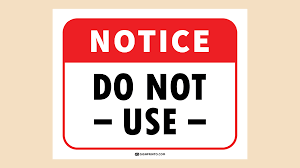 NOTICE
DO NOT
– USE –